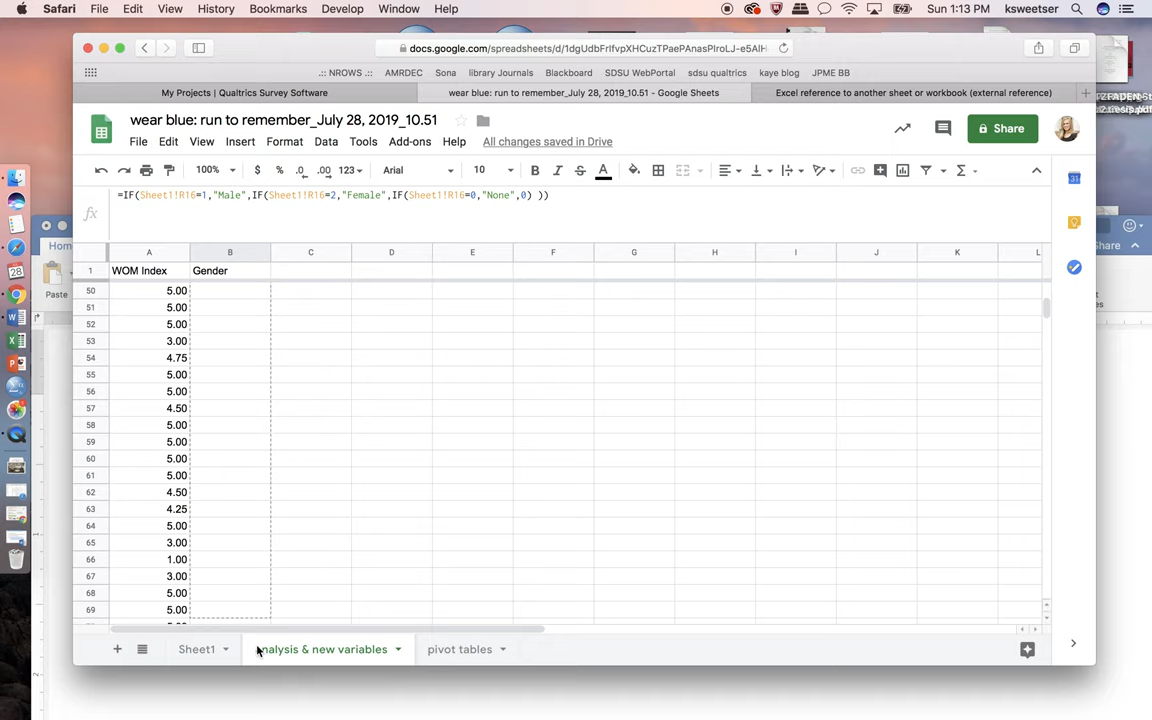 Safari File Edit View History Bookmarks Develop Window Help Sun 1:13 PM ksweetser
docs.google.com/spreadsheets/d/1dgUdbFrIfvpXHCuzTPaePAnasPlroLJ-e5AlH
.:: NROWS ::. AMRDEC Sona library Journals Blackboard SDSU WebPortal sdsu qualtrics kaye blog JPME BB
My Projects | Qualtrics Survey Software wear blue: run to remember_July 28, 2019_10.51 - Google Sheets Excel reference to another sheet or workbook (external reference) +
wear blue: run to remember_July 28, 2019_10.51
Share
File Edit View Insert Format Data Tools Add-ons Help All changes saved in Drive
100% $ % .0 .00 123 Arial 10 B I S A
fx =IF(Sheet1!R16=1,"Male",IF(Sheet1!R16=2,"Female",IF(Sheet1!R16=0,"None",0) ))
A B C D E F G H I J K L
1 WOM Index Gender
50 5.00
51 5.00
52 5.00
53 3.00
54 4.75
55 5.00
56 5.00
57 4.50
58 5.00
59 5.00
60 5.00
61 5.00
62 4.50
63 4.25
64 5.00
65 3.00
66 1.00
67 3.00
68 5.00
69 5.00
+ Sheet1 analysis & new variables pivot tables
Home
Paste
Share
28
31